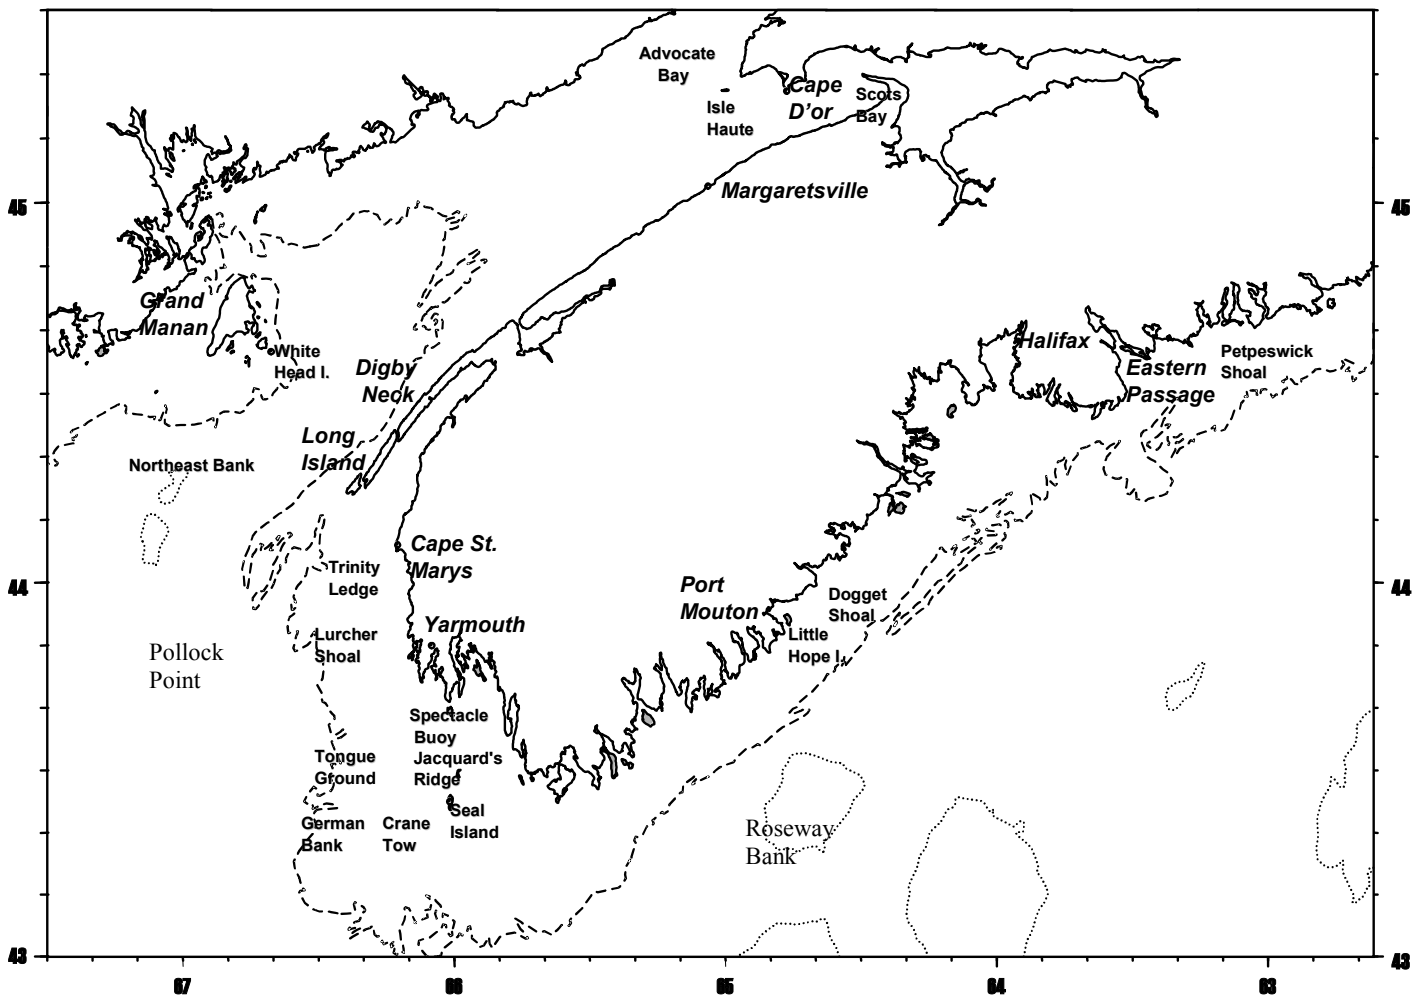 Advocate
Bay
Isle
Haute
Cape
D'or
Scots
Bay
Margaretsville
45
45
Grand
Manan
White
Head I.
Digby
Neck
Halifax
Eastern
Passage
Petpeswick
Shoal
Long
Island
Northeast Bank
Cape St.
Marys
Trinity
Ledge
44
44
Port
Mouton
Dogget
Shoal
Yarmouth
Lurcher
Shoal
Little
Hope I.
Pollock
Point
Spectacle
Buoy
Jacquard's
Ridge
Tongue
Ground
Seal
Island
German
Bank
Crane
Tow
Roseway
Bank
43
43
67
66
65
64
63